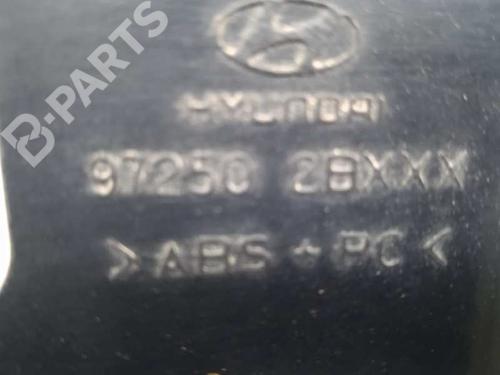 B-PARTS
HYUNDAI
97250 2BXXX
>ABS+PC<